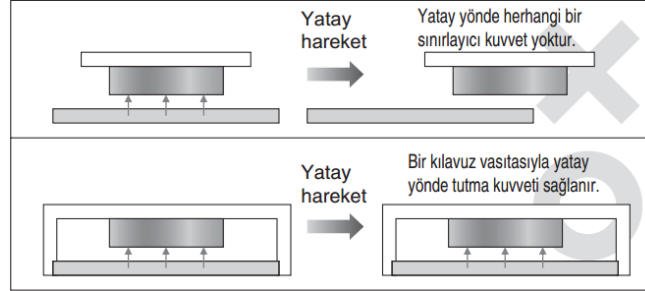 Yatay
hareket
Yatay yönde herhangi bir
sınırlayıcı kuvvet yoktur.
Yatay
hareket
Bir kılavuz vasıtasıyla yatay
yönde tutma kuvveti sağlanır.